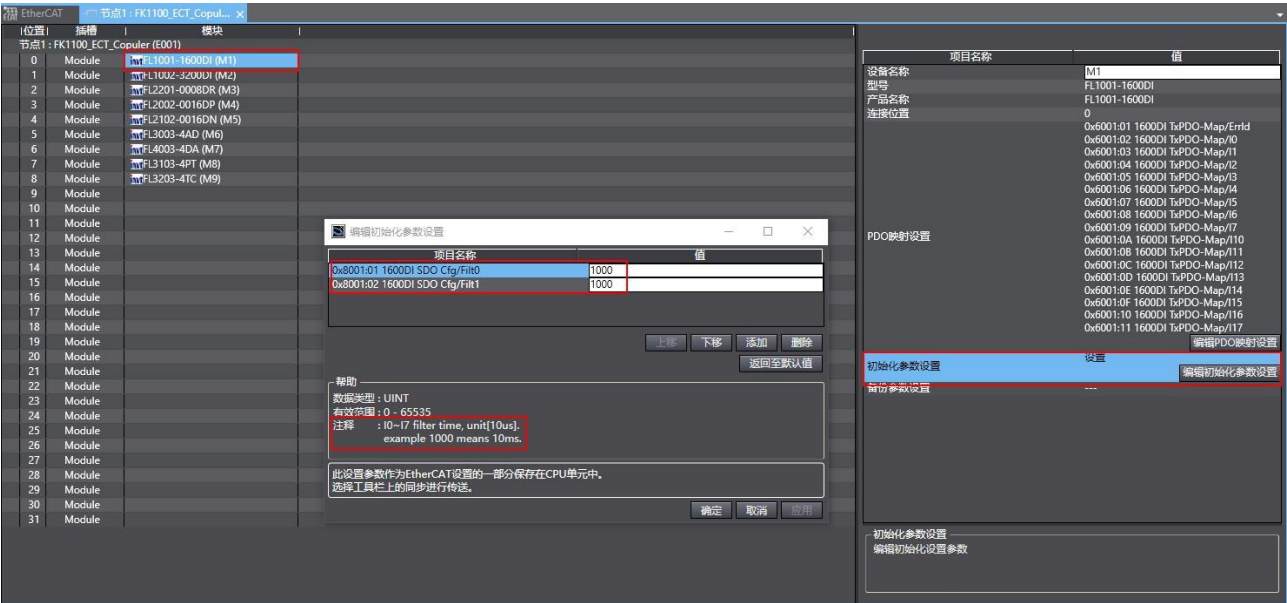 EtherCAT 节点1 : FK1100_ECT_Copul... ×
位置 插槽 模块
节点1 : FK1100_ECT_Copuler (E001)
0 Module FL1001-1600DI (M1)
1 Module FL1002-3200DI (M2)
2 Module FL2201-0008DR (M3)
3 Module FL2002-0016DP (M4)
4 Module FL2102-0016DN (M5)
5 Module FL3003-4AD (M6)
6 Module FL4003-4DA (M7)
7 Module FL3103-4PT (M8)
8 Module FL3203-4TC (M9)
9 Module
10 Module
11 Module
12 Module
13 Module
14 Module
15 Module
16 Module
17 Module
18 Module
19 Module
20 Module
21 Module
22 Module
23 Module
24 Module
25 Module
26 Module
27 Module
28 Module
29 Module
30 Module
31 Module
编辑初始化参数设置
项目名称 值
0x8001:01 1600DI SDO Cfg/Filt0 1000
0x8001:02 1600DI SDO Cfg/Filt1 1000
上移 下移 添加 删除
返回至默认值
帮助
数据类型 : UINT
有效范围 : 0 - 65535
注释 : I0~I7 filter time, unit[10us].
example 1000 means 10ms.
此设置参数作为EtherCAT设置的一部分保存在CPU单元中。
选择工具栏上的同步进行传送。
确定 取消 应用
项目名称 值
设备名称 M1
型号 FL1001-1600DI
产品名称 FL1001-1600DI
连接位置 0
PDO映射设置
0x6001:01 1600DI TxPDO-Map/ErrId
0x6001:02 1600DI TxPDO-Map/I0
0x6001:03 1600DI TxPDO-Map/I1
0x6001:04 1600DI TxPDO-Map/I2
0x6001:05 1600DI TxPDO-Map/I3
0x6001:06 1600DI TxPDO-Map/I4
0x6001:07 1600DI TxPDO-Map/I5
0x6001:08 1600DI TxPDO-Map/I6
0x6001:09 1600DI TxPDO-Map/I7
0x6001:0A 1600DI TxPDO-Map/I10
0x6001:0B 1600DI TxPDO-Map/I11
0x6001:0C 1600DI TxPDO-Map/I12
0x6001:0D 1600DI TxPDO-Map/I13
0x6001:0E 1600DI TxPDO-Map/I14
0x6001:0F 1600DI TxPDO-Map/I15
0x6001:10 1600DI TxPDO-Map/I16
0x6001:11 1600DI TxPDO-Map/I17
编辑PDO映射设置
初始化参数设置 设置
编辑初始化参数设置
备份参数设置 ---
初始化参数设置
编辑初始化设置参数